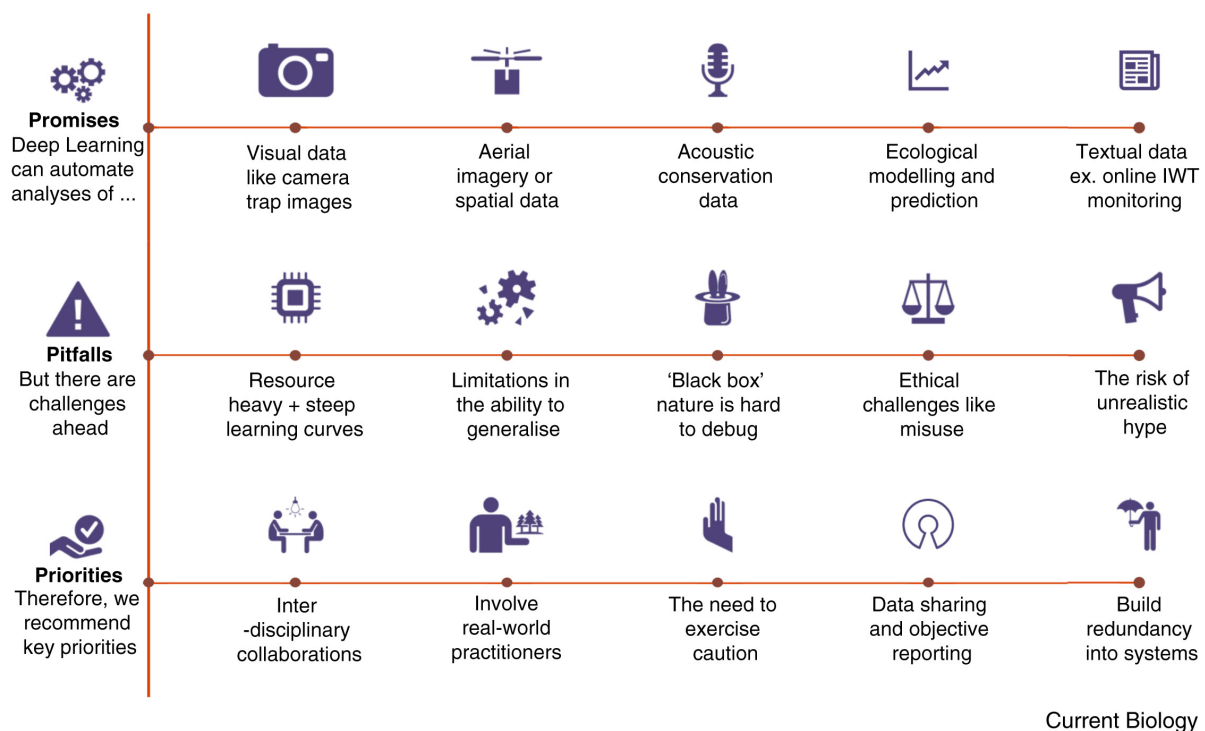 Promises
Deep Learning
can automate
analyses of ...
Visual data
like camera
trap images
Aerial
imagery or
spatial data
Acoustic
conservation
data
Ecological
modelling and
prediction
Textual data
ex. online IWT
monitoring
Pitfalls
But there are
challenges
ahead
Resource
heavy + steep
learning curves
Limitations in
the ability to
generalise
‘Black box’
nature is hard
to debug
Ethical
challenges like
misuse
The risk of
unrealistic
hype
Priorities
Therefore, we
recommend
key priorities
Inter
-disciplinary
collaborations
Involve
real-world
practitioners
The need to
exercise
caution
Data sharing
and objective
reporting
Build
redundancy
into systems
Current Biology